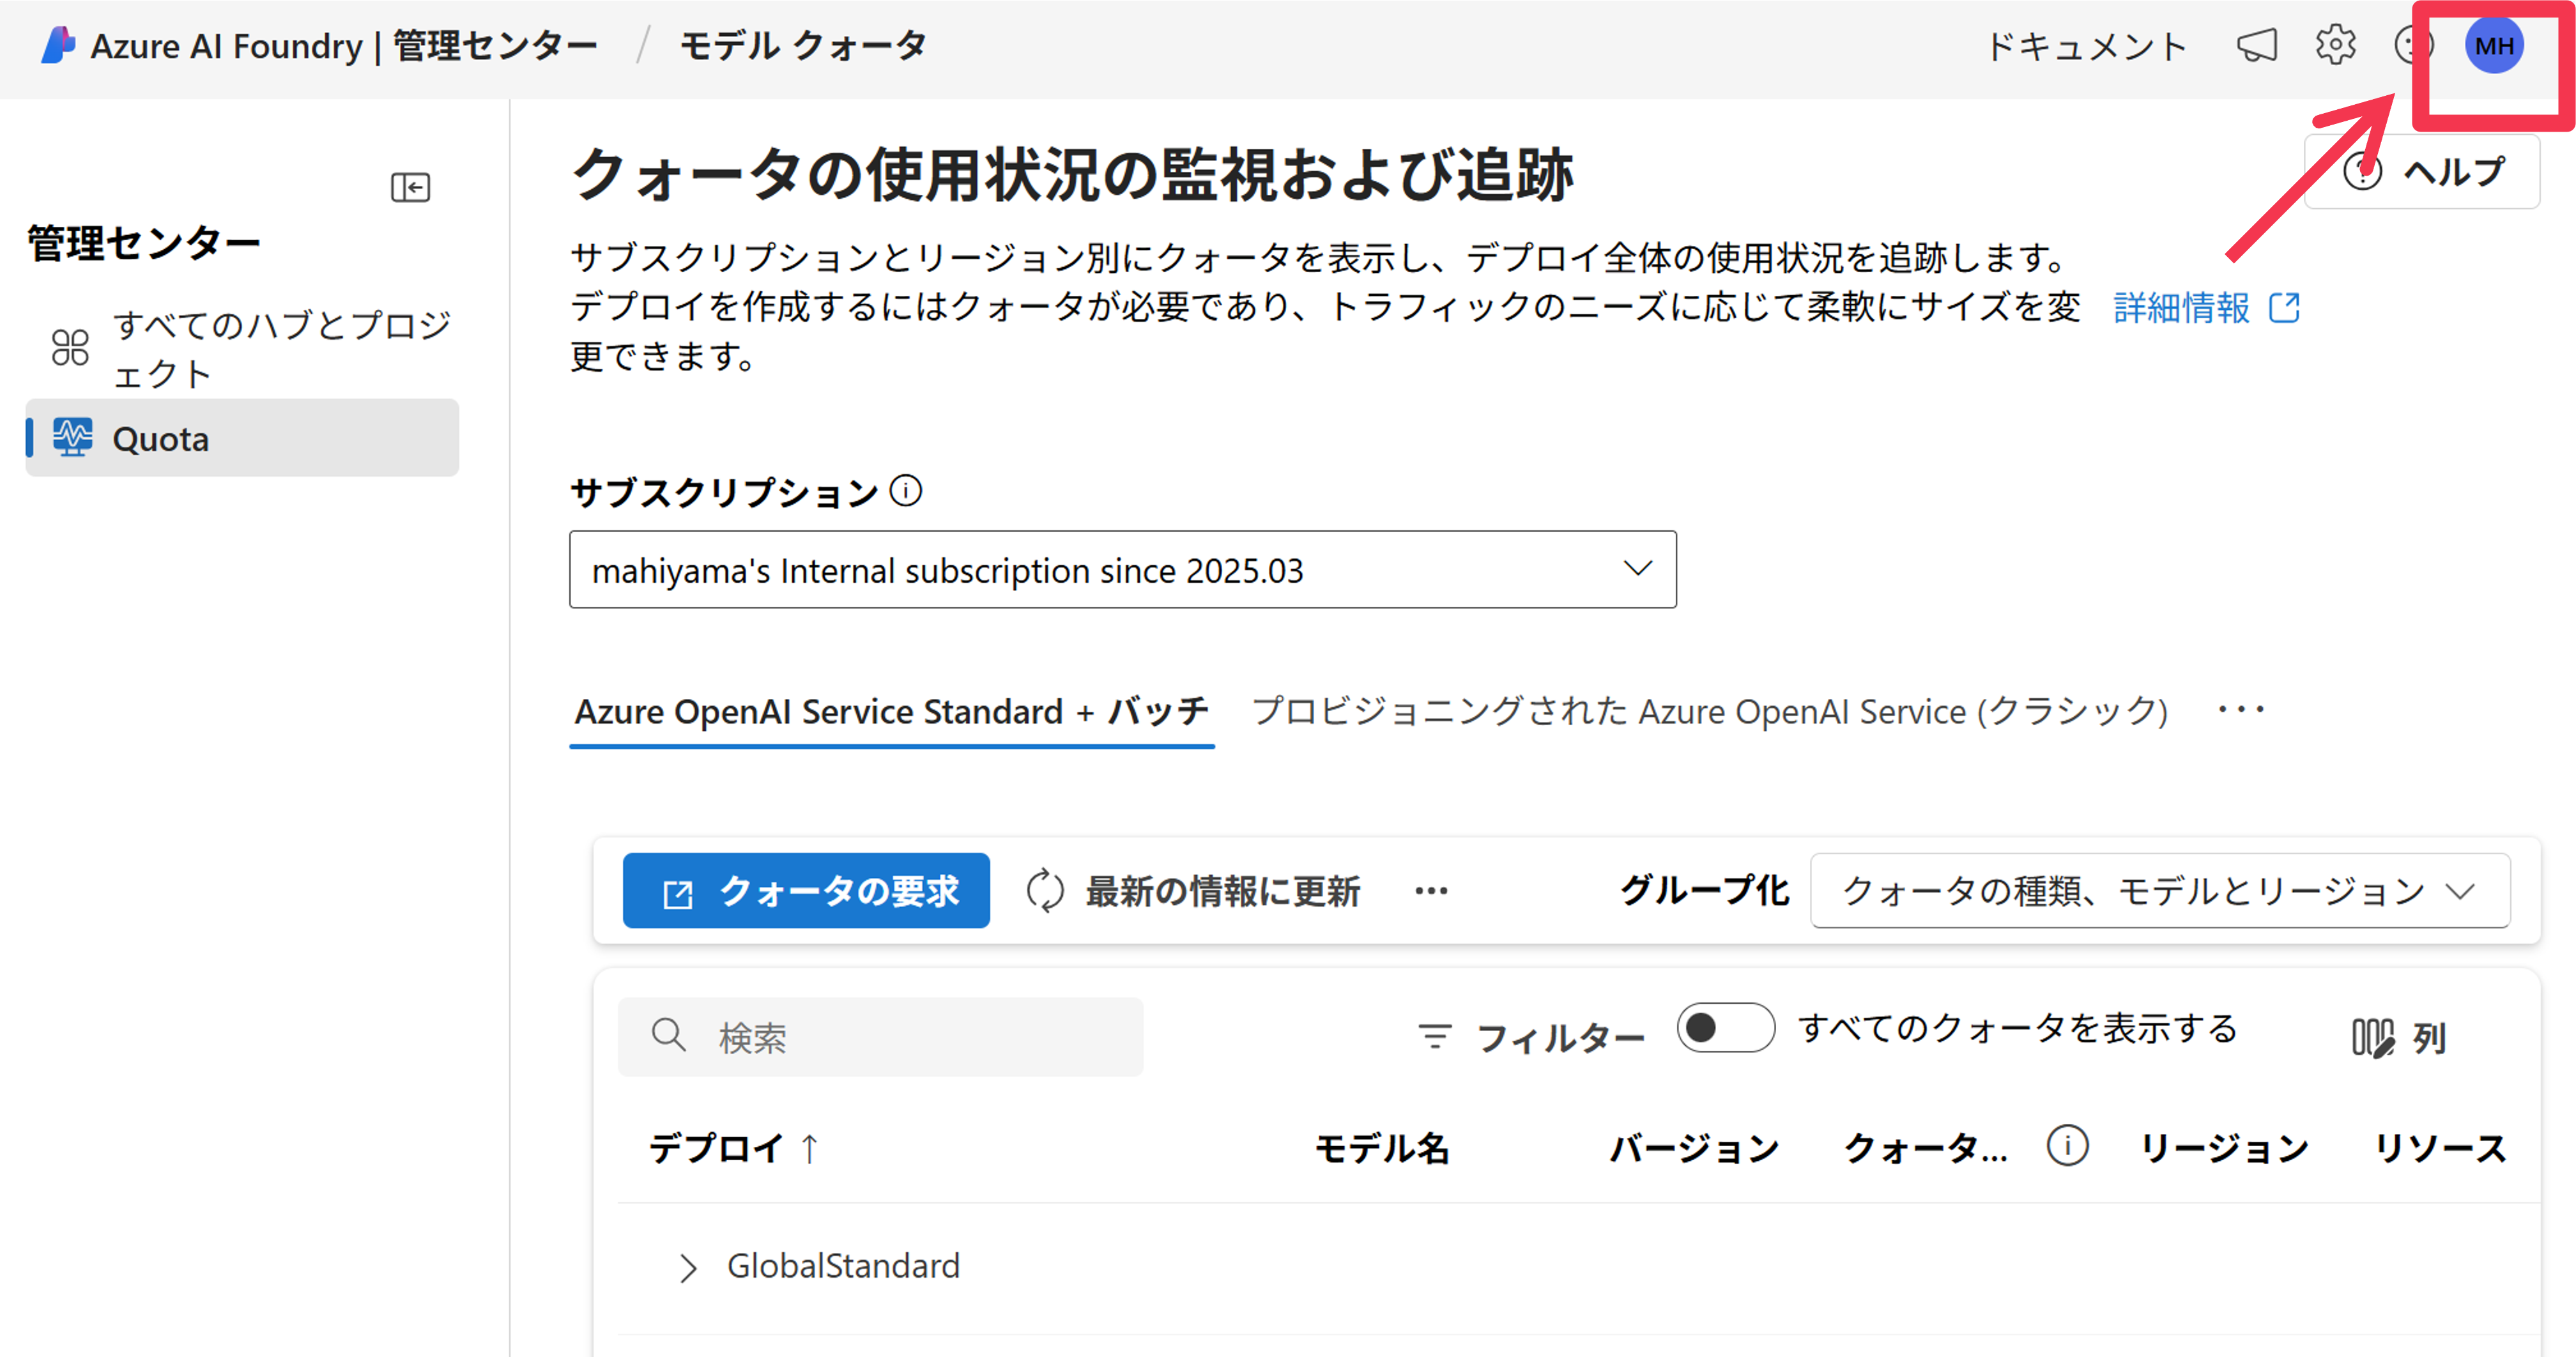 Azure AI Foundry | 管理センター / モデル クォータ
ドキュメント
MH
クォータの使用状況の監視および追跡
ヘルプ
管理センター
サブスクリプションとリージョン別にクォータを表示し、デプロイ全体の使用状況を追跡します。
デプロイを作成するにはクォータが必要であり、トラフィックのニーズに応じて柔軟にサイズを変
更できます。
詳細情報
すべてのハブとプロジ
ェクト
Quota
サブスクリプション
mahiyama's Internal subscription since 2025.03
Azure OpenAI Service Standard + バッチ
プロビジョニングされた Azure OpenAI Service (クラシック)
クォータの要求
最新の情報に更新
グループ化
クォータの種類、モデルとリージョン
検索
フィルター
すべてのクォータを表示する
列
デプロイ ↑
モデル名
バージョン
クォータ...
リージョン
リソース
GlobalStandard